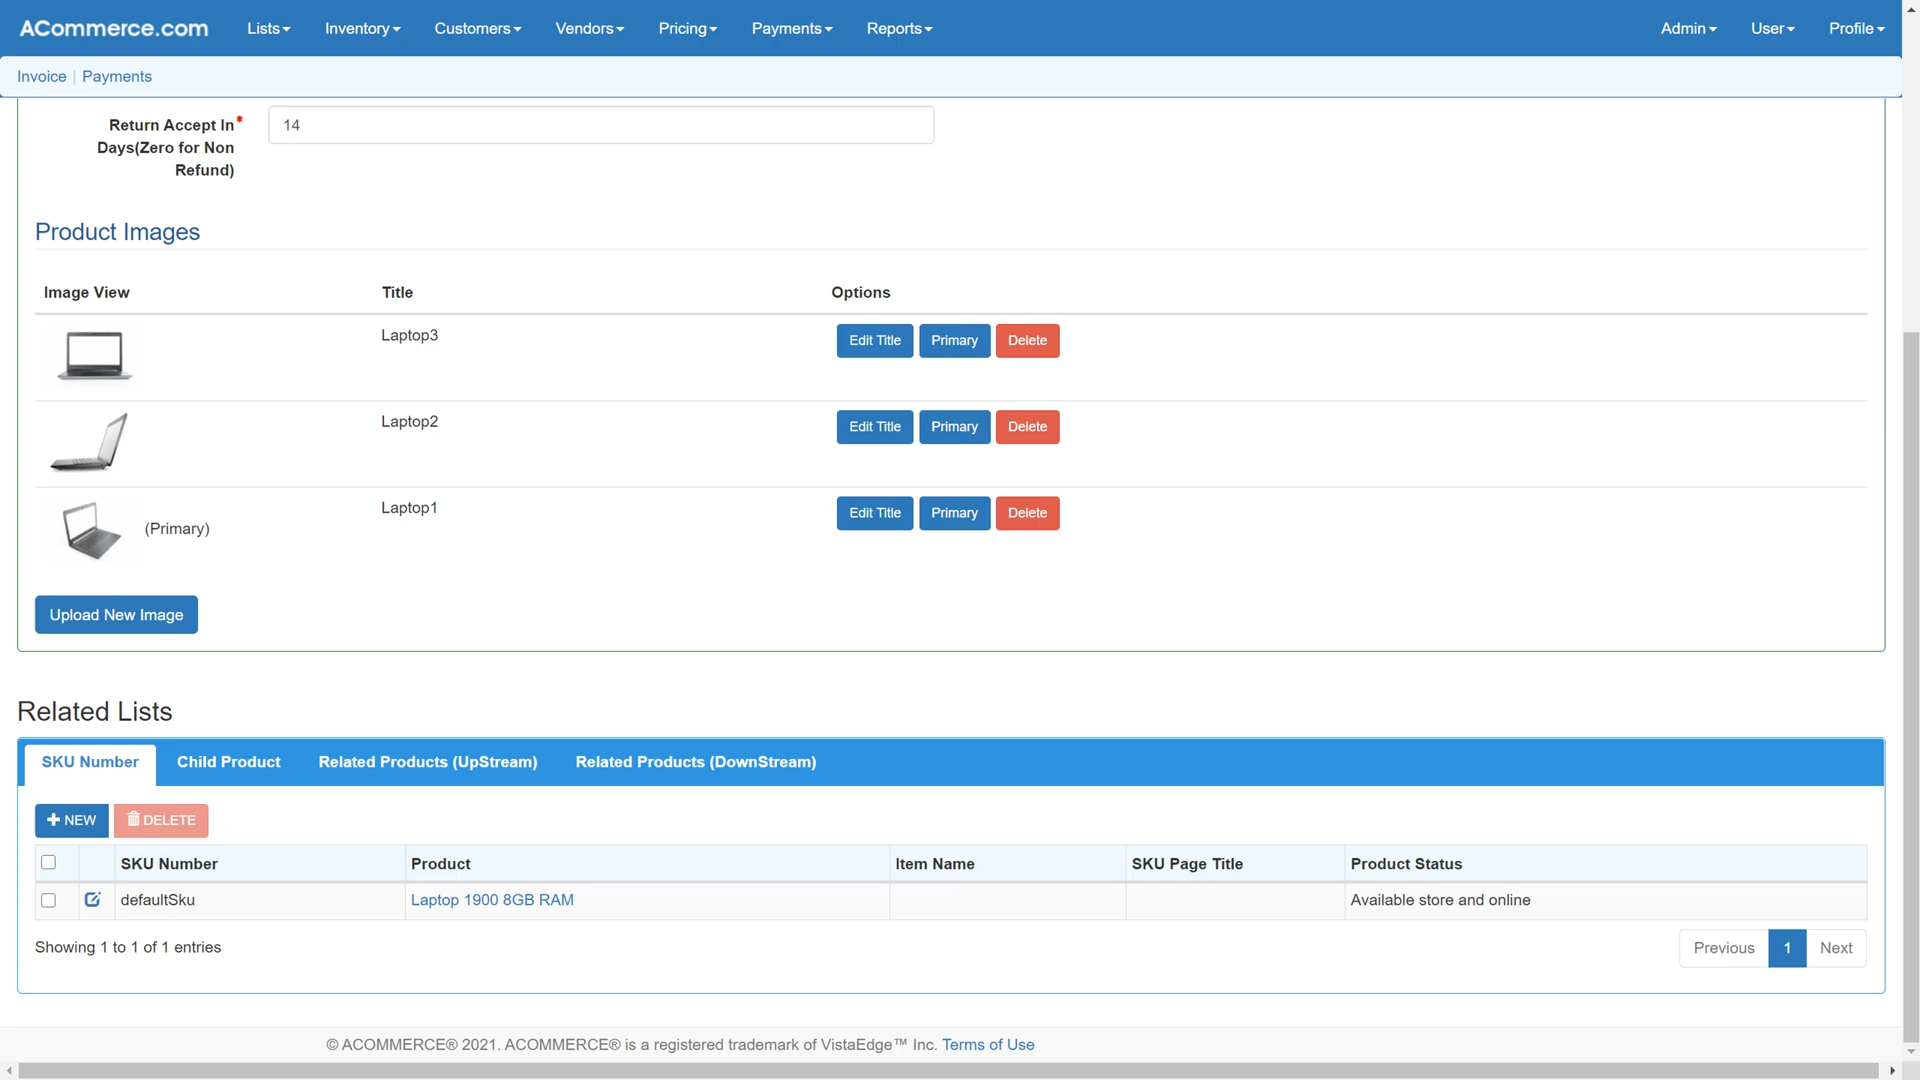 ACommerce.com Lists Inventory Customers Vendors Pricing Payments Reports Admin User Profile
Invoice | Payments
Return Accept In* 14
Days(Zero for Non
Refund)
Product Images
Image View Title Options
Laptop3 Edit Title Primary Delete
Laptop2 Edit Title Primary Delete
(Primary) Laptop1 Edit Title Primary Delete
Upload New Image
Related Lists
SKU Number Child Product Related Products (UpStream) Related Products (DownStream)
NEW DELETE
SKU Number Product Item Name SKU Page Title Product Status
defaultSku Laptop 1900 8GB RAM Available store and online
Showing 1 to 1 of 1 entries Previous 1 Next
© ACOMMERCE® 2021. ACOMMERCE® is a registered trademark of VistaEdge™ Inc. Terms of Use